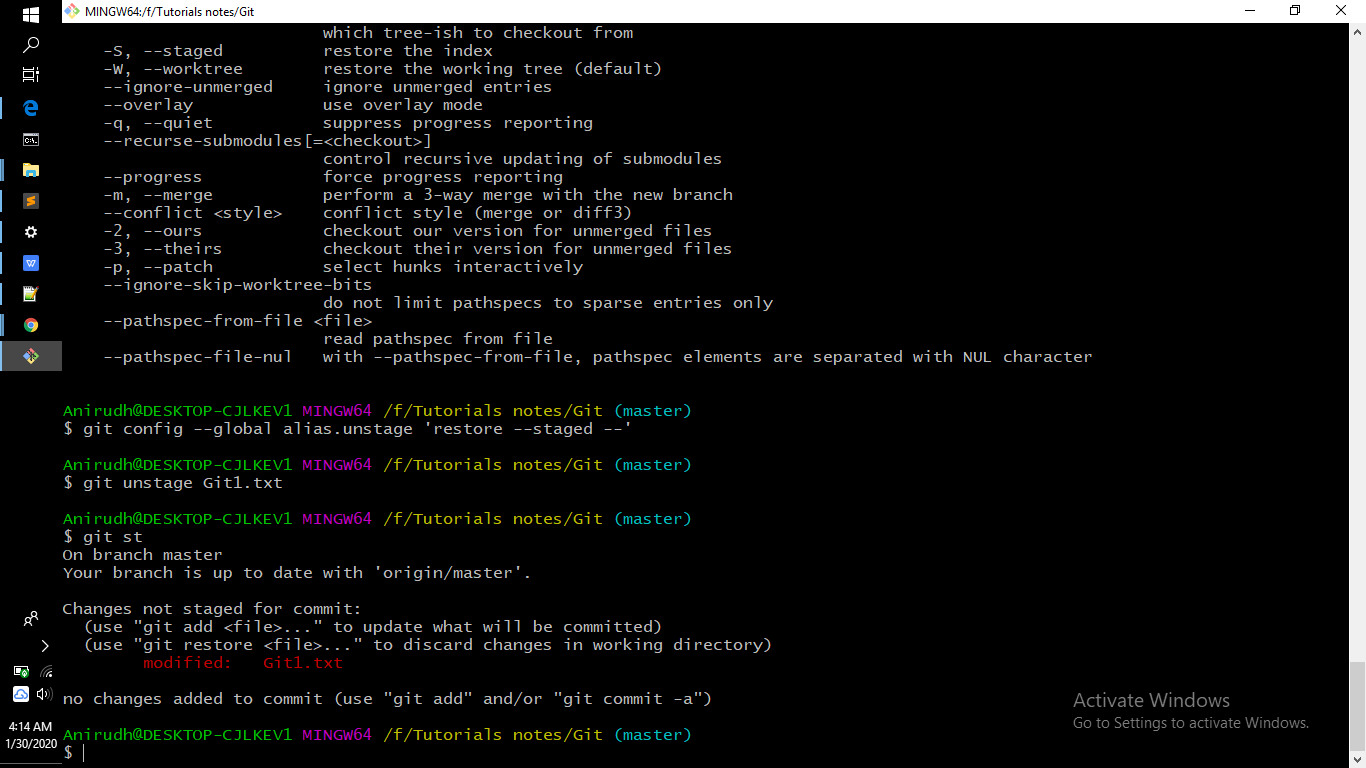 MINGW64:/f/Tutorials notes/Git
which tree-ish to checkout from
-S, --staged restore the index
-W, --worktree restore the working tree (default)
--ignore-unmerged ignore unmerged entries
--overlay use overlay mode
-q, --quiet suppress progress reporting
--recurse-submodules[=<checkout>]
control recursive updating of submodules
--progress force progress reporting
-m, --merge perform a 3-way merge with the new branch
--conflict <style> conflict style (merge or diff3)
-2, --ours checkout our version for unmerged files
-3, --theirs checkout their version for unmerged files
-p, --patch select hunks interactively
--ignore-skip-worktree-bits
do not limit pathspecs to sparse entries only
--pathspec-from-file <file>
read pathspec from file
--pathspec-file-nul with --pathspec-from-file, pathspec elements are separated with NUL character
Anirudh@DESKTOP-CJLKEV1 MINGW64 /f/Tutorials notes/Git (master)
$ git config --global alias.unstage 'restore --staged --'
Anirudh@DESKTOP-CJLKEV1 MINGW64 /f/Tutorials notes/Git (master)
$ git unstage Git1.txt
Anirudh@DESKTOP-CJLKEV1 MINGW64 /f/Tutorials notes/Git (master)
$ git st
On branch master
Your branch is up to date with 'origin/master'.
Changes not staged for commit:
(use "git add <file>..." to update what will be committed)
(use "git restore <file>..." to discard changes in working directory)
modified: Git1.txt
no changes added to commit (use "git add" and/or "git commit -a")
Anirudh@DESKTOP-CJLKEV1 MINGW64 /f/Tutorials notes/Git (master)
$
Activate Windows
Go to Settings to activate Windows.
4:14 AM
1/30/2020